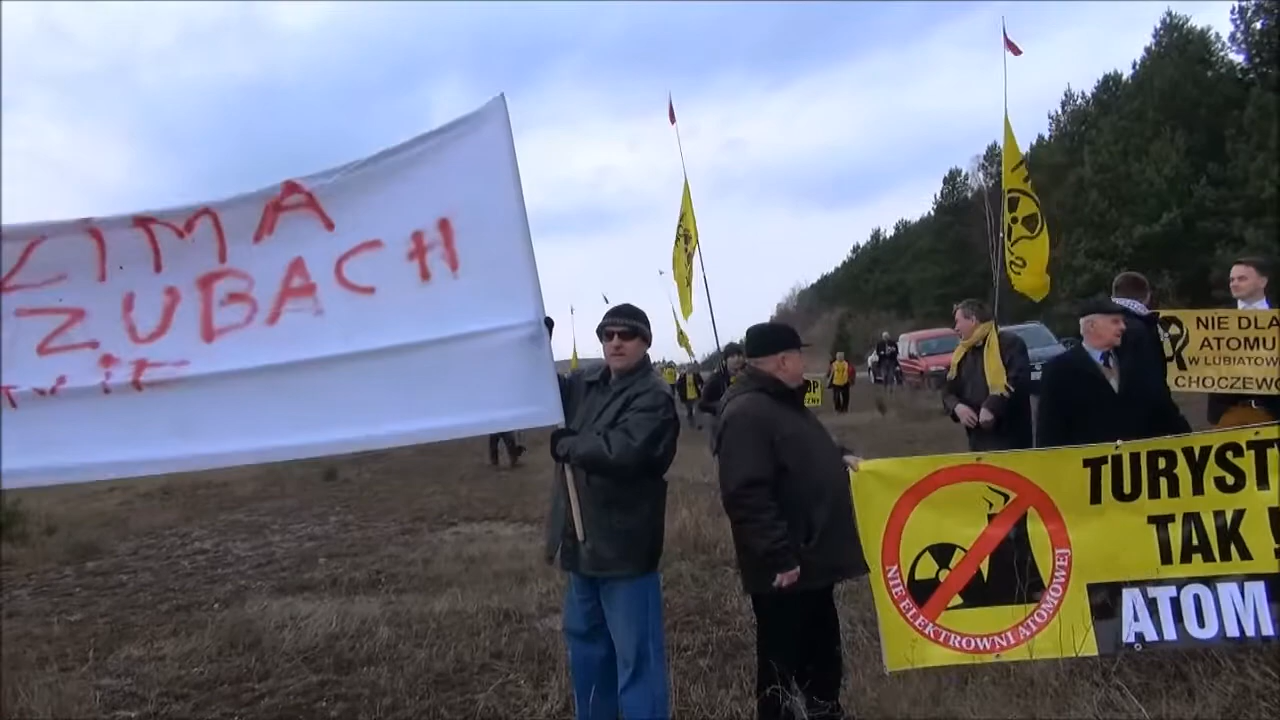 ZIMA
ZUBACH
NIE DLA
ATOMU
W LUBIATOW
CHOCZEWO
TURYST
TAK !
ATOM
NIE ELEKTROWNI ATOMOWEJ